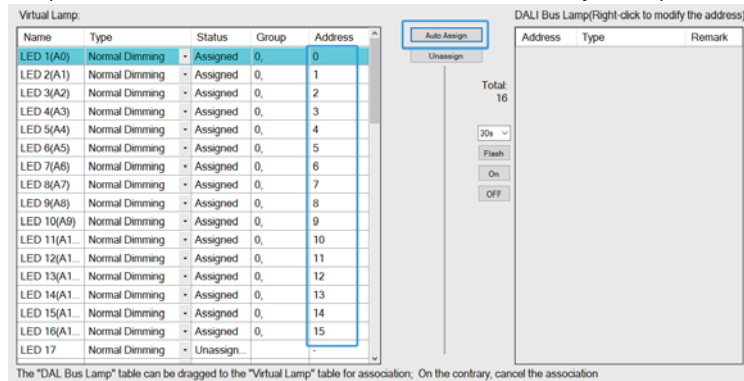 Virtual Lamp:
DALI Bus Lamp(Right-click to modify the address)
Name Type Status Group Address
Auto Assign
Address Type Remark
LED 1(A0) Normal Dimming Assigned 0, 0
Unassign
LED 2(A1) Normal Dimming Assigned 0, 1
Total:
LED 3(A2) Normal Dimming Assigned 0, 2
16
LED 4(A3) Normal Dimming Assigned 0, 3
LED 5(A4) Normal Dimming Assigned 0, 4
30s
LED 6(A5) Normal Dimming Assigned 0, 5
Flash
LED 7(A6) Normal Dimming Assigned 0, 6
On
LED 8(A7) Normal Dimming Assigned 0, 7
OFF
LED 9(A8) Normal Dimming Assigned 0, 8
LED 10(A9) Normal Dimming Assigned 0, 9
LED 11(A1... Normal Dimming Assigned 0, 10
LED 12(A1... Normal Dimming Assigned 0, 11
LED 13(A1... Normal Dimming Assigned 0, 12
LED 14(A1... Normal Dimming Assigned 0, 13
LED 15(A1... Normal Dimming Assigned 0, 14
LED 16(A1... Normal Dimming Assigned 0, 15
LED 17 Normal Dimming Unassign... -
The "DAL Bus Lamp" table can be dragged to the "Virtual Lamp" table for association; On the contrary, cancel the association